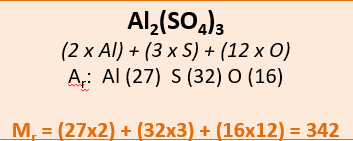 Al₂(SO₄)₃
(2 x Al) + (3 x S) + (12 x O)
Aᵣ: Al (27) S (32) O (16)
Mᵣ = (27x2) + (32x3) + (16x12) = 342